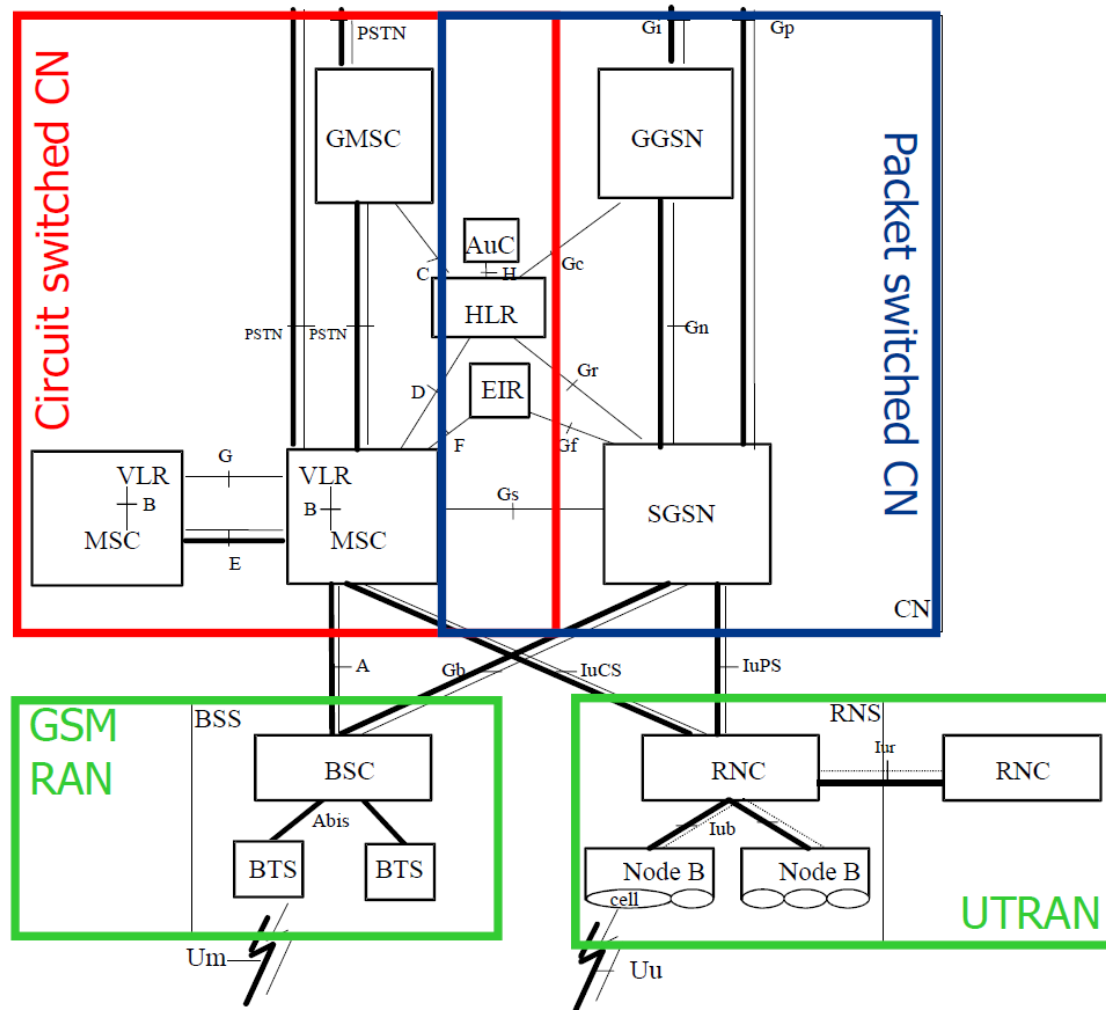 PSTN
Gi
Gp
Circuit switched CN
Packet switched CN
GMSC
GGSN
AuC
C
H
Gc
HLR
PSTN
PSTN
Gn
D
EIR
Gr
F
Gf
G
VLR
B
MSC
E
VLR
B
MSC
Gs
SGSN
CN
A
Gb
IuCS
IuPS
GSM
RAN
BSS
BSC
Abis
BTS
BTS
Um
RNS
RNC
Iur
RNC
Iub
Node B
cell
Node B
UTRAN
Uu